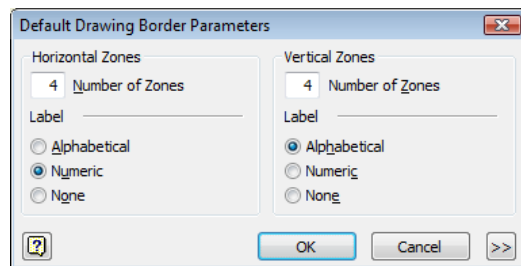 Default Drawing Border Parameters
Horizontal Zones
4 Number of Zones
Label
Alphabetical
Numeric
None
Vertical Zones
4 Number of Zones
Label
Alphabetical
Numeric
None
?
OK
Cancel
>>